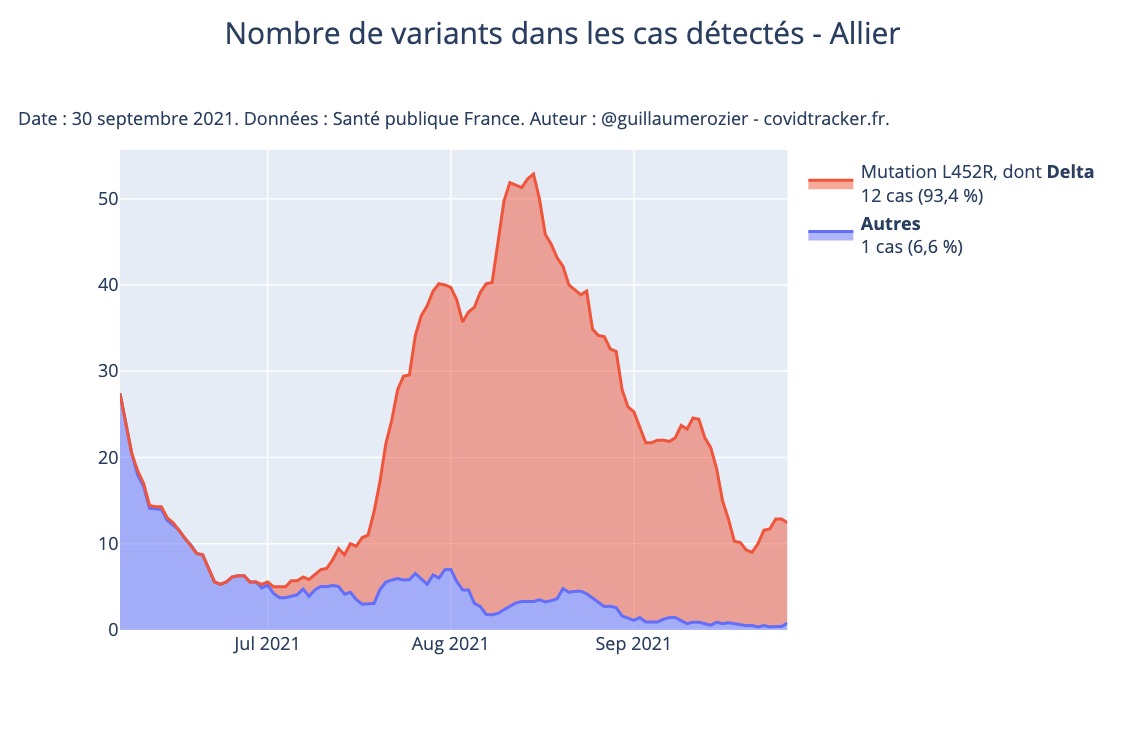 Nombre de variants dans les cas détectés - Allier
Date : 30 septembre 2021. Données : Santé publique France. Auteur : @guillaumerozier - covidtracker.fr.
Mutation L452R, dont Delta
12 cas (93,4 %)
Autres
1 cas (6,6 %)
50
40
30
20
10
0
Jul 2021
Aug 2021
Sep 2021